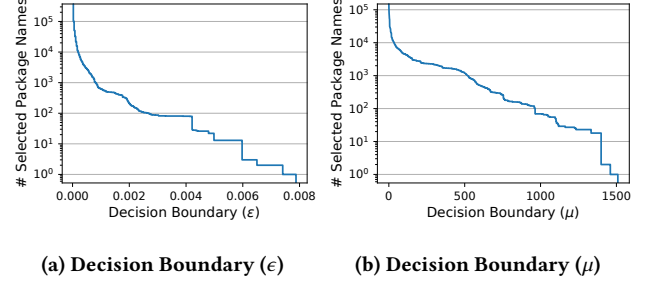 # Selected Package Names
10⁵
10⁴
10³
10²
10¹
10⁰
0.000 0.002 0.004 0.006 0.008
Decision Boundary (ε)
# Selected Package Names
10⁵
10⁴
10³
10²
10¹
10⁰
0 500 1000 1500
Decision Boundary (μ)
(a) Decision Boundary (ϵ) (b) Decision Boundary (μ)